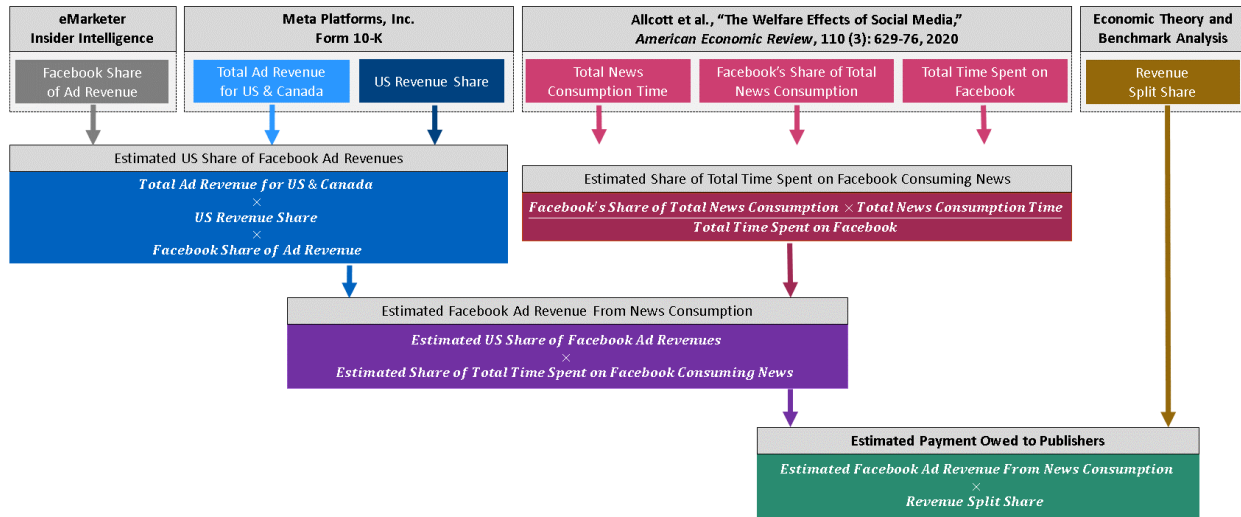 eMarketer
Insider Intelligence
Facebook Share
of Ad Revenue
Meta Platforms, Inc.
Form 10-K
Total Ad Revenue
for US & Canada
US Revenue Share
Allcott et al., “The Welfare Effects of Social Media,”
American Economic Review, 110 (3): 629-76, 2020
Total News
Consumption Time
Facebook’s Share of Total
News Consumption
Total Time Spent on
Facebook
Economic Theory and
Benchmark Analysis
Revenue
Split Share
Estimated US Share of Facebook Ad Revenues
Total Ad Revenue for US & Canada
×
US Revenue Share
×
Facebook Share of Ad Revenue
Estimated Share of Total Time Spent on Facebook Consuming News
Facebook's Share of Total News Consumption × Total News Consumption Time
Total Time Spent on Facebook
Estimated Facebook Ad Revenue From News Consumption
Estimated US Share of Facebook Ad Revenues
×
Estimated Share of Total Time Spent on Facebook Consuming News
Estimated Payment Owed to Publishers
Estimated Facebook Ad Revenue From News Consumption
×
Revenue Split Share